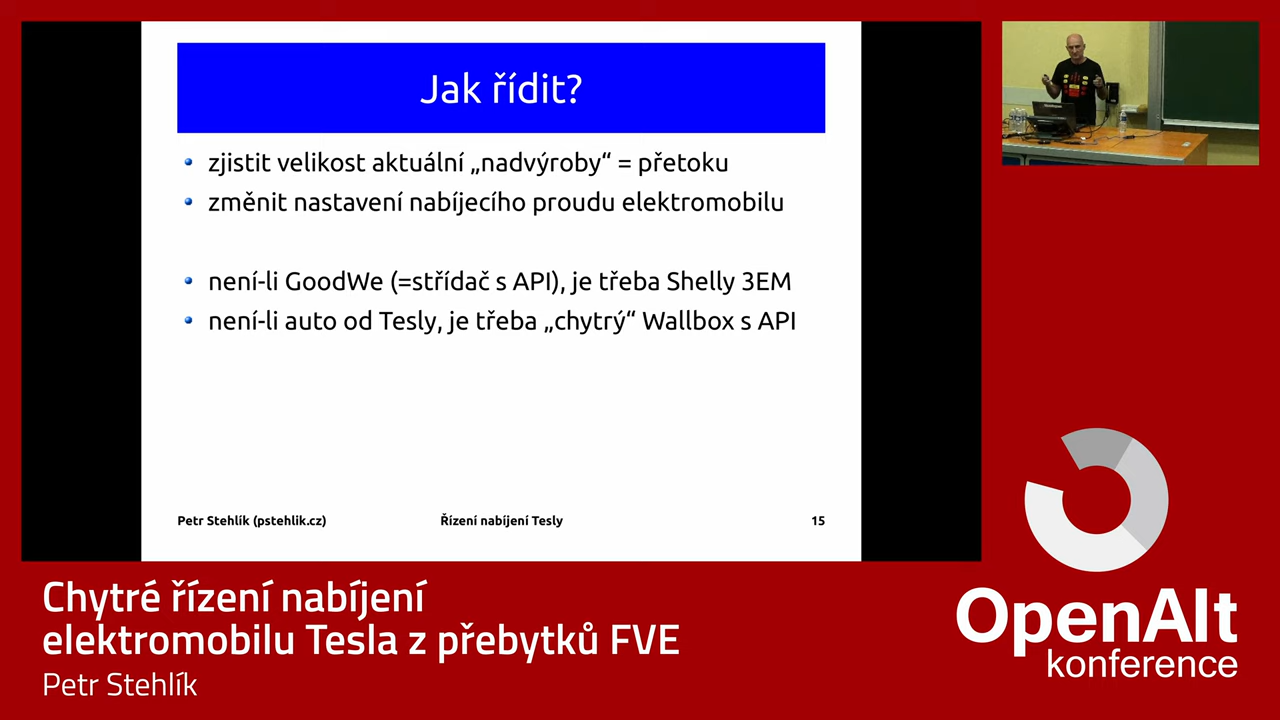 Jak řídit?
zjistit velikost aktuální „nadvýroby“ = přetoku
změnit nastavení nabíjecího proudu elektromobilu
není-li GoodWe (=střídač s API), je třeba Shelly 3EM
není-li auto od Tesly, je třeba „chytrý“ Wallbox s API
Petr Stehlík (pstehlik.cz)
Řízení nabíjení Tesly
15
Chytré řízení nabíjení
elektromobilu Tesla z přebytků FVE
Petr Stehlík
OpenAlt
konference